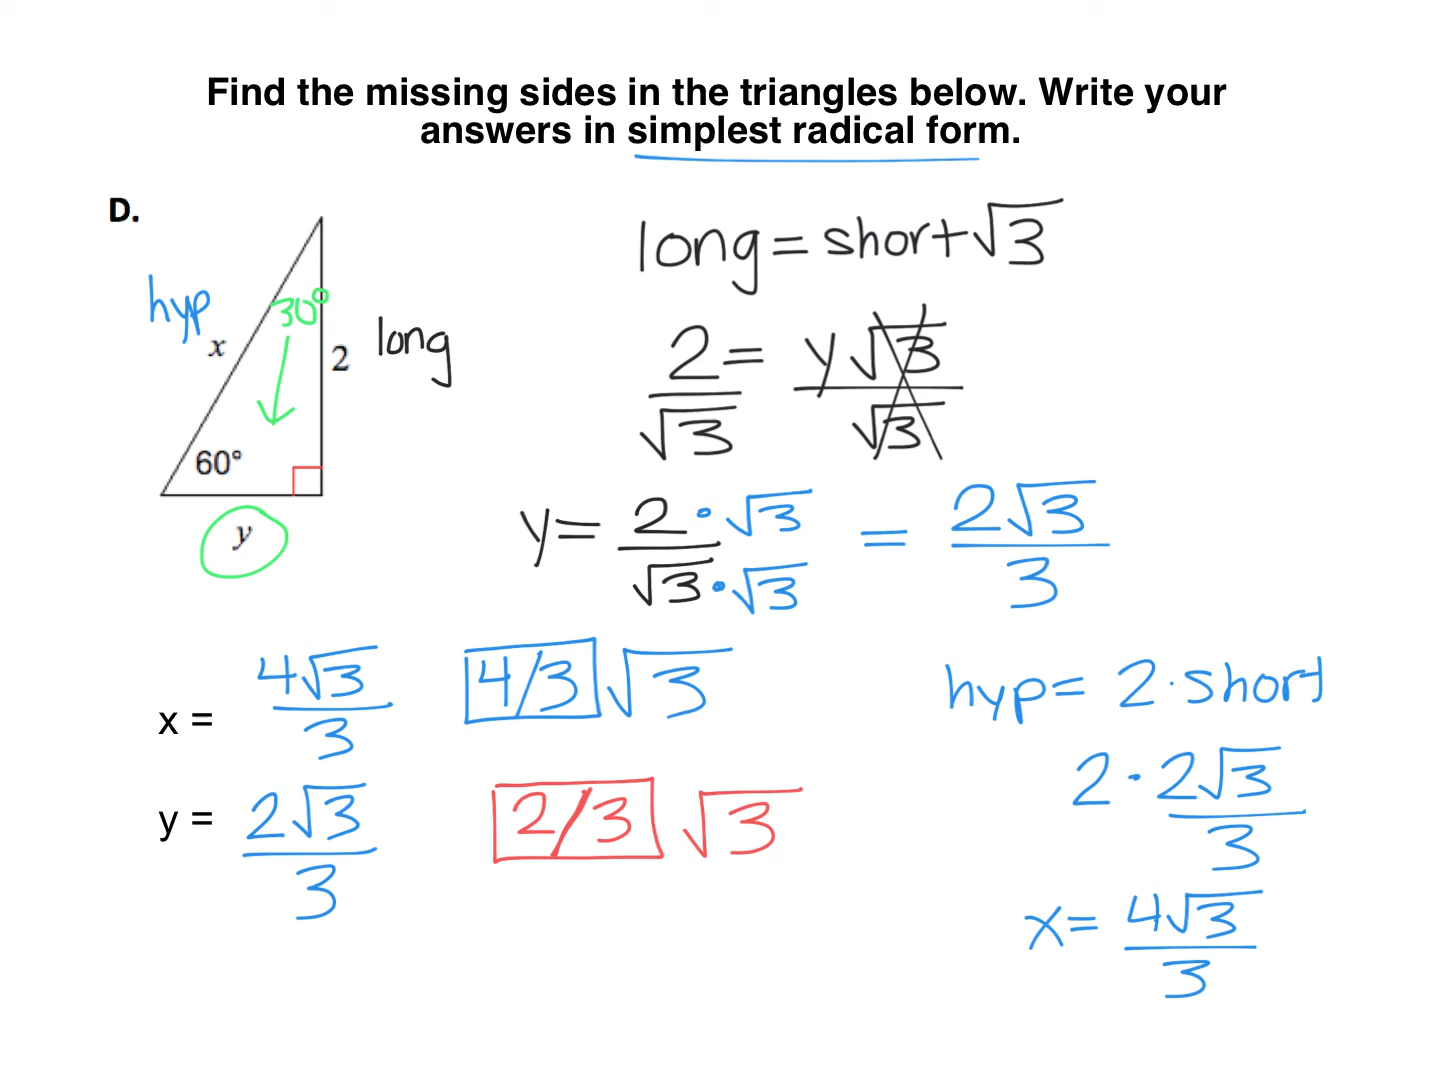 Find the missing sides in the triangles below. Write your
answers in simplest radical form.
D.
hyp
x
30°
2
long
60°
y
long = short√3
2/√3 = y√3/√3
y = 2·√3/√3·√3 = 2√3/3
x = 4√3/3
4/3 √3
y = 2√3/3
2/3 √3
hyp = 2·short
2·2√3/3
x = 4√3/3